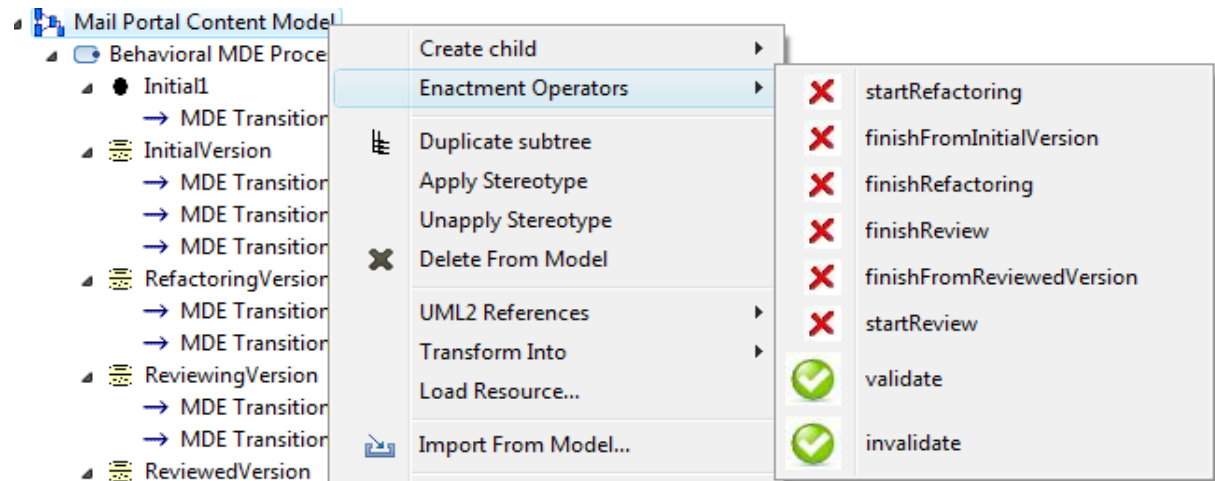 Mail Portal Content Model
Behavioral MDE Proce
Initial1
MDE Transition
InitialVersion
MDE Transition
MDE Transition
MDE Transition
RefactoringVersion
MDE Transition
MDE Transition
ReviewingVersion
MDE Transition
MDE Transition
ReviewedVersion
Create child
Enactment Operators
Duplicate subtree
Apply Stereotype
Unapply Stereotype
Delete From Model
UML2 References
Transform Into
Load Resource...
Import From Model...
startRefactoring
finishFromInitialVersion
finishRefactoring
finishReview
finishFromReviewedVersion
startReview
validate
invalidate